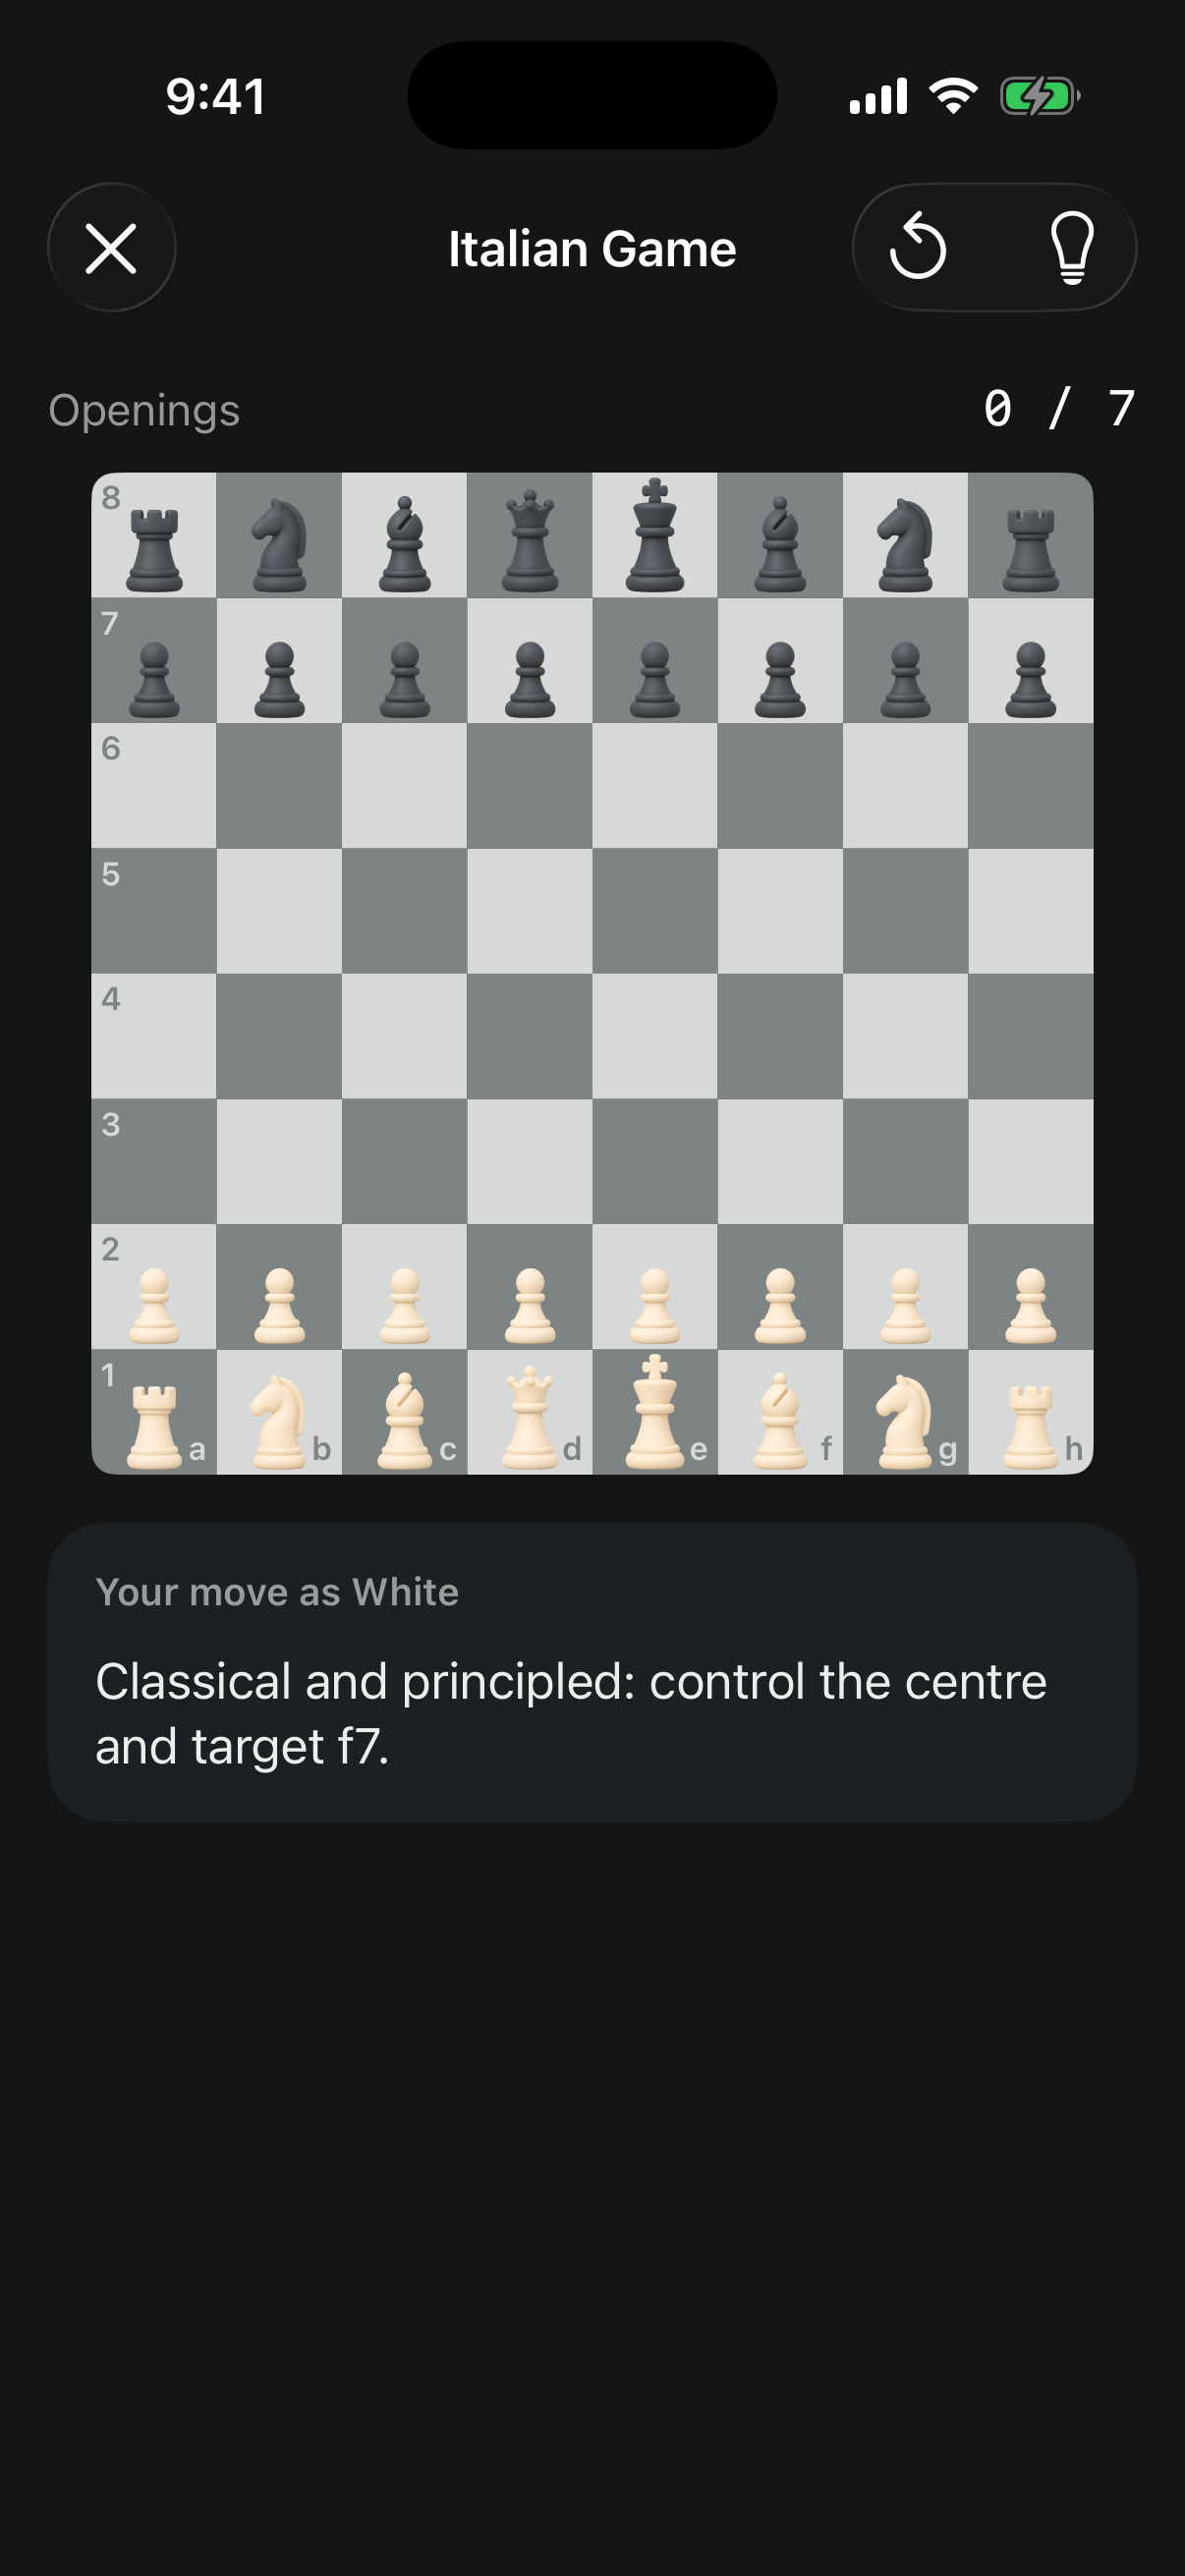 9:41
Italian Game
Openings
0 / 7
8
7
6
5
4
3
2
1
a b c d e f g h
Your move as White
Classical and principled: control the centre
and target f7.